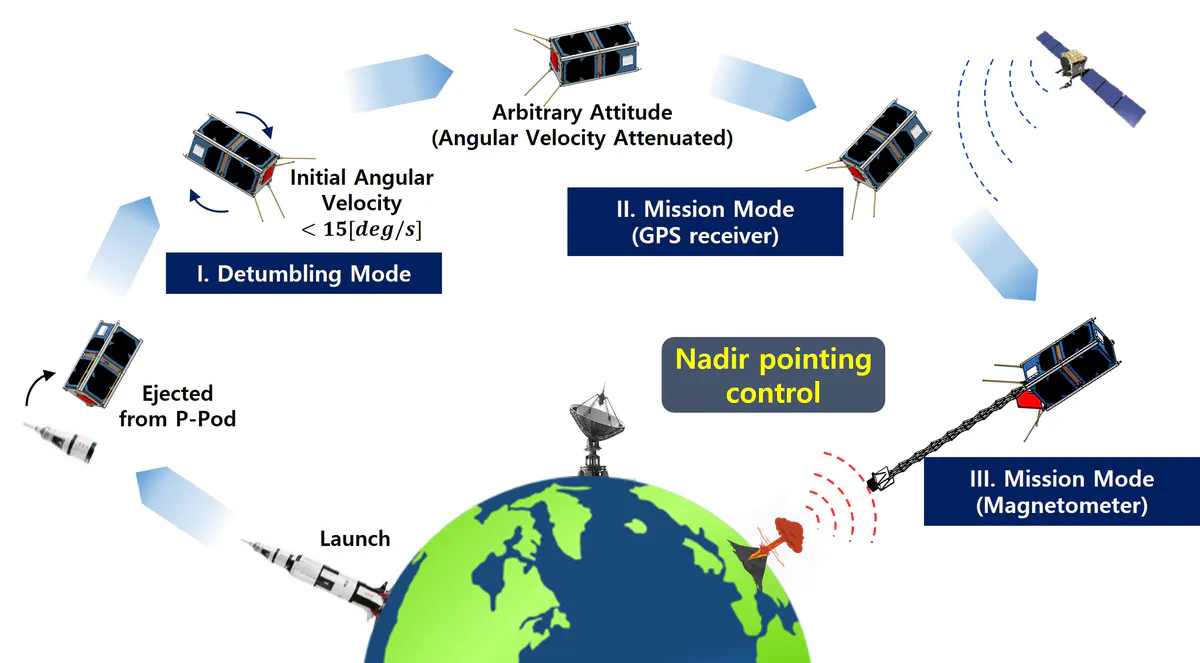 Launch
Ejected
from P-Pod
Initial Angular
Velocity
< 15[deg/s]
I. Detumbling Mode
Arbitrary Attitude
(Angular Velocity Attenuated)
II. Mission Mode
(GPS receiver)
Nadir pointing
control
III. Mission Mode
(Magnetometer)